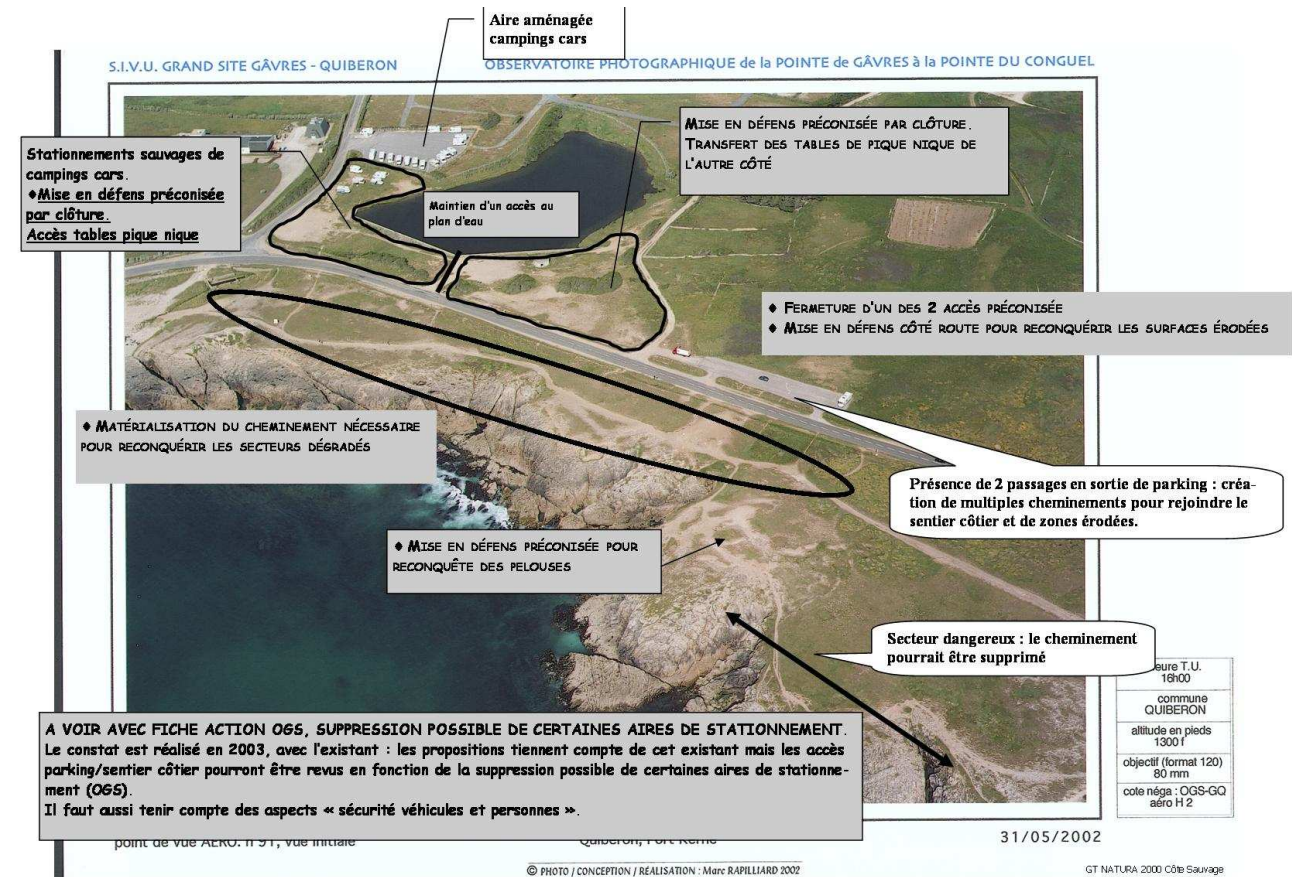 Aire aménagée
campings cars
S.I.V.U. GRAND SITE GÂVRES - QUIBERON
OBSERVATOIRE PHOTOGRAPHIQUE de la POINTE de GÂVRES à la POINTE DU CONGUEL
MISE EN DÉFENS PRÉCONISÉE PAR CLÔTURE.
TRANSFERT DES TABLES DE PIQUE NIQUE DE
L'AUTRE CÔTÉ
Stationnements sauvages de
campings cars.
♦Mise en défens préconisée
par clôture.
Accès tables pique nique
Maintien d'un accès au
plan d'eau
♦ FERMETURE D'UN DES 2 ACCÈS PRÉCONISÉE
♦ MISE EN DÉFENS CÔTÉ ROUTE POUR RECONQUÉRIR LES SURFACES ÉRODÉES
♦ MATÉRIALISATION DU CHEMINEMENT NÉCESSAIRE
POUR RECONQUÉRIR LES SECTEURS DÉGRADÉS
Présence de 2 passages en sortie de parking : créa-
tion de multiples cheminements pour rejoindre le
sentier côtier et de zones érodées.
♦ MISE EN DÉFENS PRÉCONISÉE POUR
RECONQUÊTE DES PELOUSES
Secteur dangereux : le cheminement
pourrait être supprimé
eure T.U.
16h00
commune
QUIBERON
altitude en pieds
1300 f
objectif (format 120)
80 mm
cote néga : OGS-GQ
aéro H 2
A VOIR AVEC FICHE ACTION OGS, SUPPRESSION POSSIBLE DE CERTAINES AIRES DE STATIONNEMENT.
Le constat est réalisé en 2003, avec l'existant : les propositions tiennent compte de cet existant mais les accès
parking/sentier côtier pourront être revus en fonction de la suppression possible de certaines aires de stationne-
ment (OGS).
Il faut aussi tenir compte des aspects « sécurité véhicules et personnes ».
point de vue AERO. n°91, vue initiale
Quiberon, Port Kerné
31/05/2002
© PHOTO / CONCEPTION / RÉALISATION : Marc RAPILLIARD 2002
GT NATURA 2000 Côte Sauvage